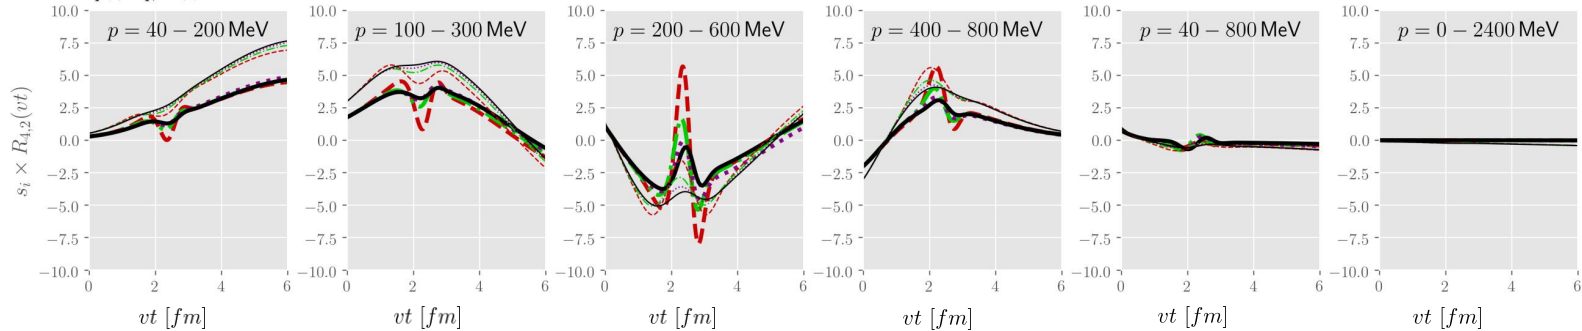 p = 40 − 200 MeV
p = 100 − 300 MeV
p = 200 − 600 MeV
p = 400 − 800 MeV
p = 40 − 800 MeV
p = 0 − 2400 MeV
s_i × R_{4,2}(vt)
10.0 10.0 10.0 10.0 10.0 10.0
7.5 7.5 7.5 7.5 7.5 7.5
5.0 5.0 5.0 5.0 5.0 5.0
2.5 2.5 2.5 2.5 2.5 2.5
0.0 0.0 0.0 0.0 0.0 0.0
−2.5 −2.5 −2.5 −2.5 −2.5 −2.5
−5.0 −5.0 −5.0 −5.0 −5.0 −5.0
−7.5 −7.5 −7.5 −7.5 −7.5 −7.5
−10.0 −10.0 −10.0 −10.0 −10.0 −10.0
0 2 4 6 0 2 4 6 0 2 4 6 0 2 4 6 0 2 4 6 0 2 4 6
vt [fm] vt [fm] vt [fm] vt [fm] vt [fm] vt [fm]